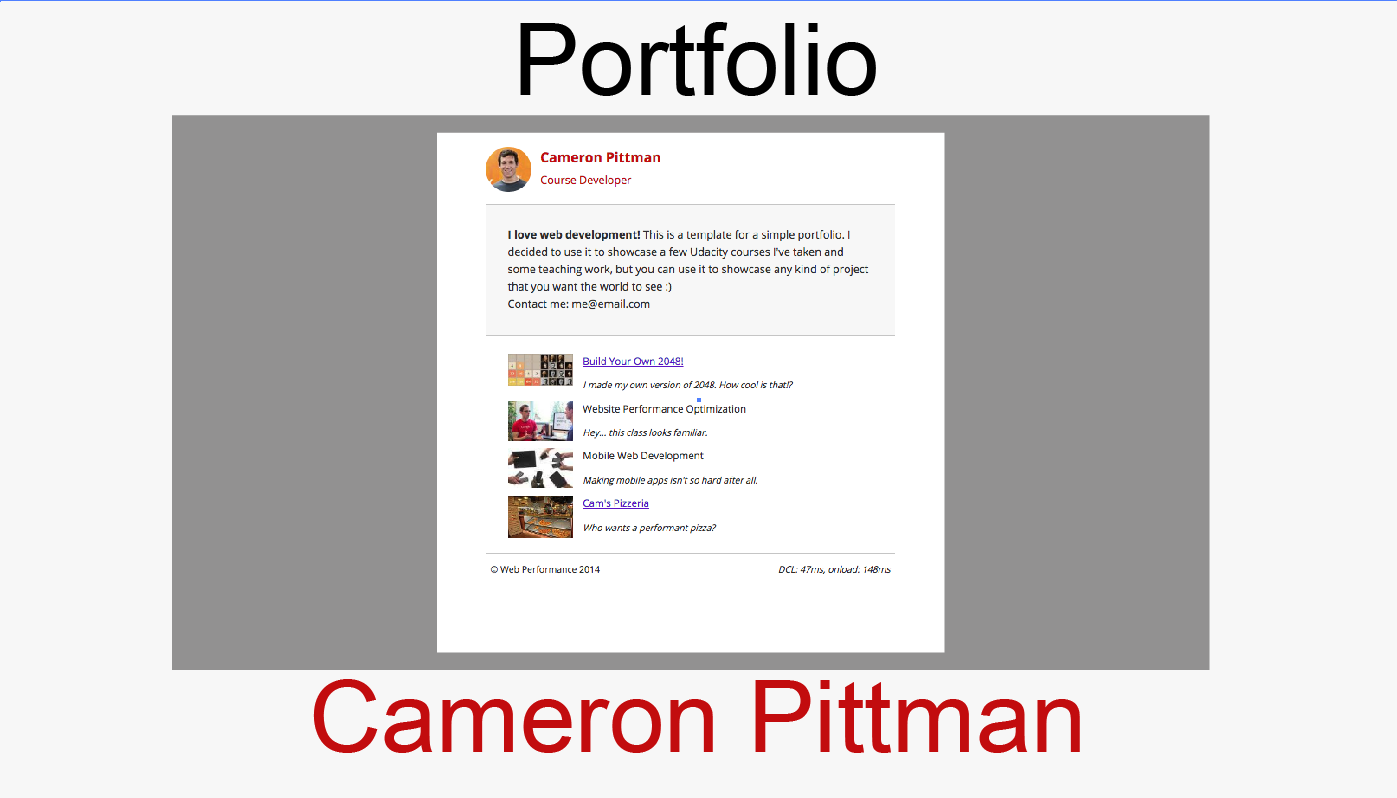 Portfolio
Cameron Pittman
Course Developer
I love web development! This is a template for a simple portfolio. I
decided to use it to showcase a few Udacity courses I've taken and
some teaching work, but you can use it to showcase any kind of project
that you want the world to see :)
Contact me: me@email.com
Build Your Own 2048!
I made my own version of 2048. How cool is that!?
Website Performance Optimization
Hey... this class looks familiar.
Mobile Web Development
Making mobile apps isn't so hard after all.
Cam's Pizzeria
Who wants a performant pizza?
© Web Performance 2014
DCL: 47ms, onload: 148ms
Cameron Pittman